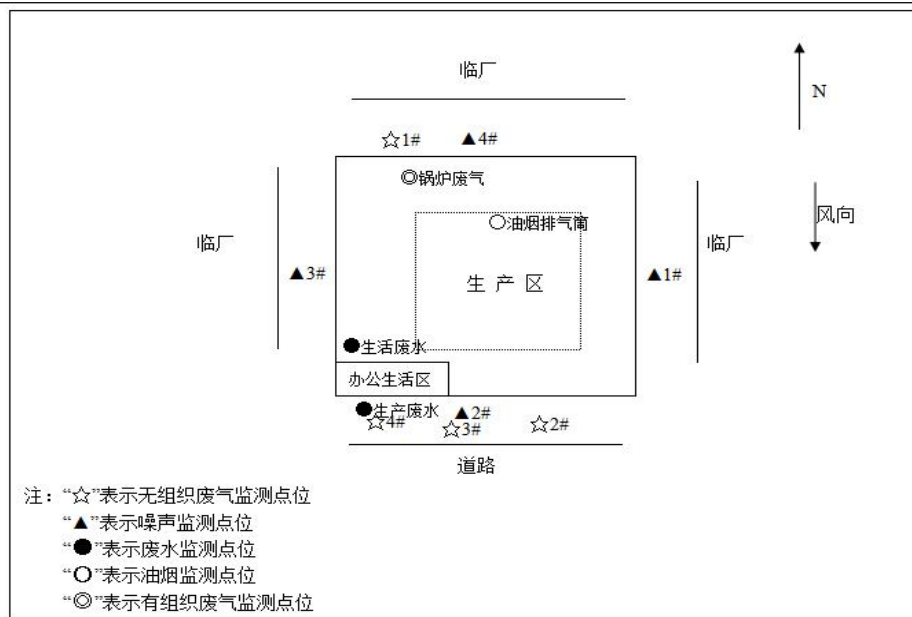 临厂
N
☆1# ▲4#
◎锅炉废气
风向
○油烟排气筒
临厂
临厂
▲3#
生 产 区
▲1#
●生活废水
办公生活区
●生产废水 ▲2#
☆4# ☆3# ☆2#
道路
注：“☆”表示无组织废气监测点位
“▲”表示噪声监测点位
“●”表示废水监测点位
“○”表示油烟监测点位
“◎”表示有组织废气监测点位